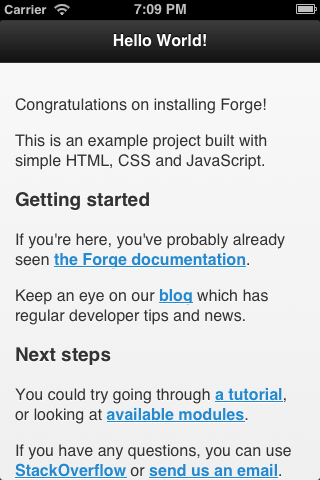 Carrier 7:09 PM
Hello World!
Congratulations on installing Forge!
This is an example project built with
simple HTML, CSS and JavaScript.
Getting started
If you're here, you've probably already
seen the Forge documentation.
Keep an eye on our blog which has
regular developer tips and news.
Next steps
You could try going through a tutorial,
or looking at available modules.
If you have any questions, you can use
StackOverflow or send us an email.